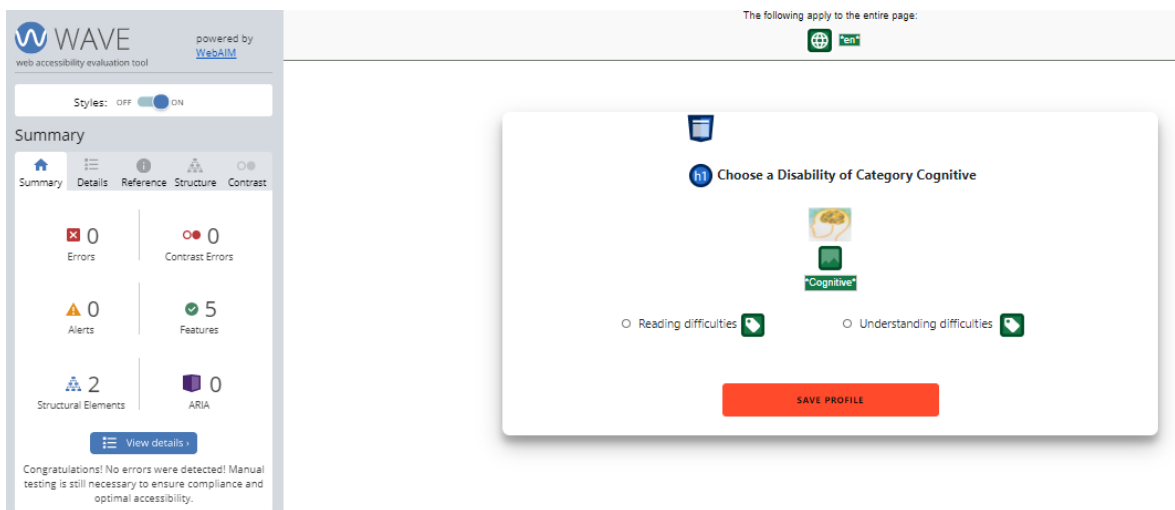 WAVE
powered by
WebAIM
web accessibility evaluation tool
Styles: OFF ON
Summary
Summary Details Reference Structure Contrast
0
Errors
0
Contrast Errors
0
Alerts
5
Features
2
Structural Elements
0
ARIA
View details ›
Congratulations! No errors were detected! Manual
testing is still necessary to ensure compliance and
optimal accessibility.
The following apply to the entire page:
*en*
h1 Choose a Disability of Category Cognitive
*Cognitive*
Reading difficulties
Understanding difficulties
SAVE PROFILE